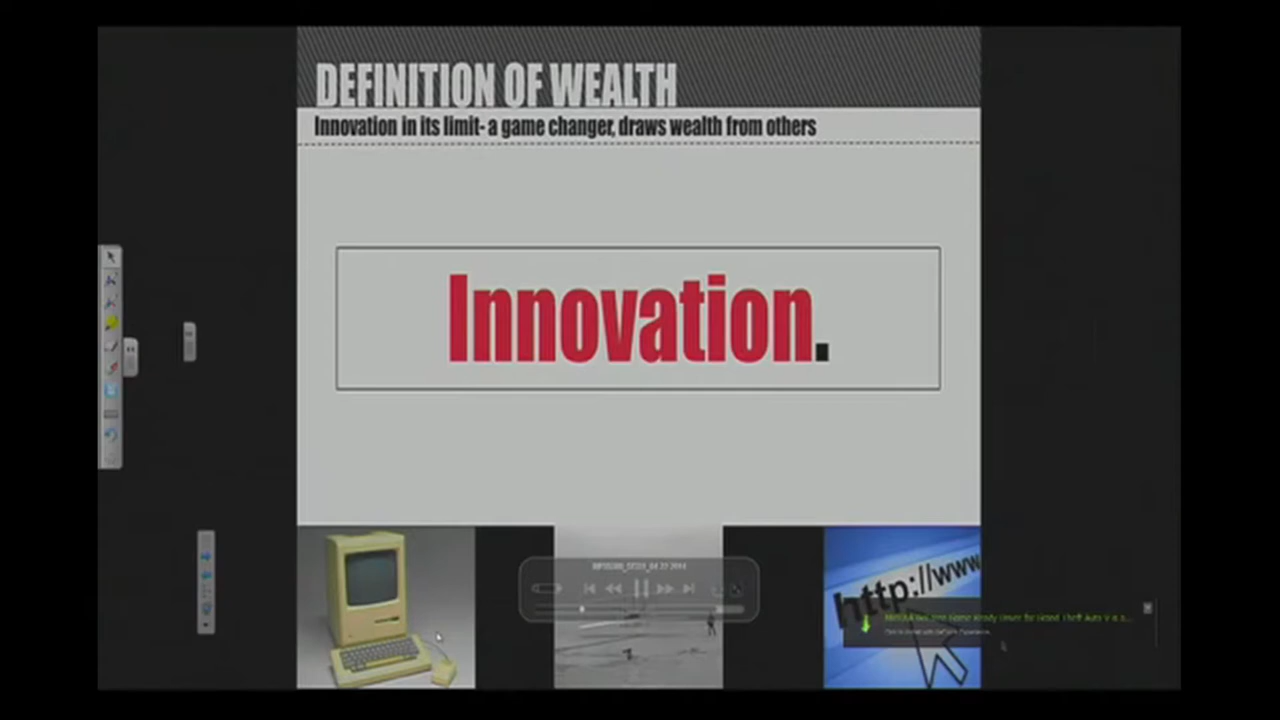 DEFINITION OF WEALTH
Innovation in its limit- a game changer, draws wealth from others
Innovation.
http://www